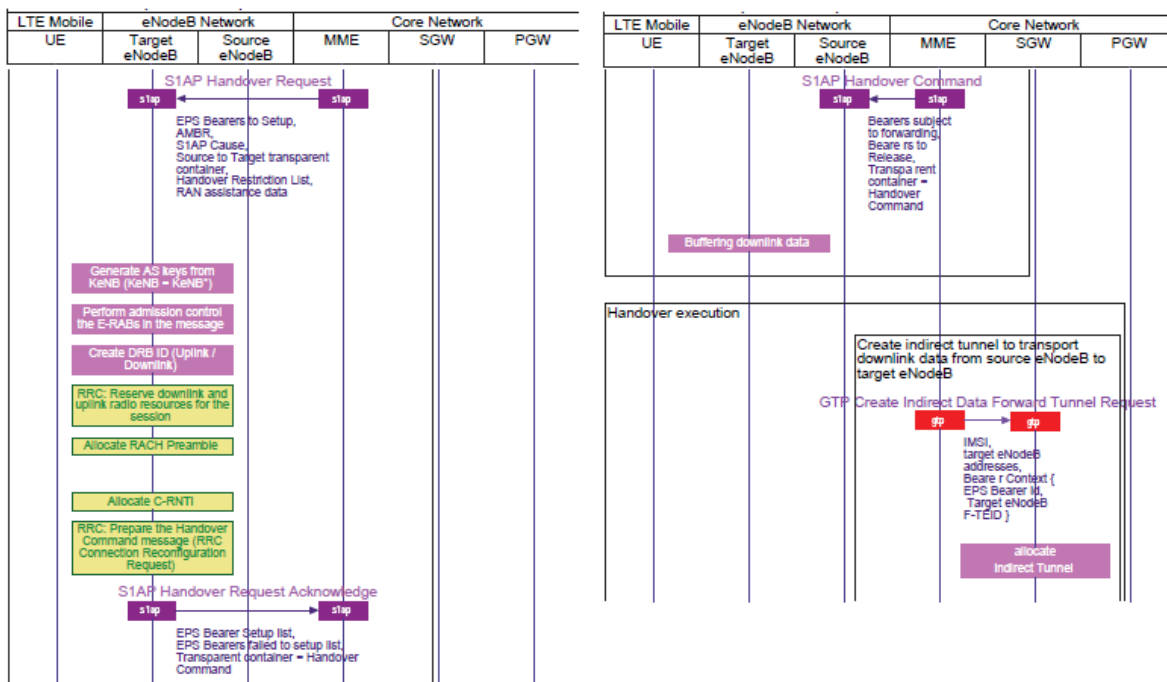 LTE Mobile eNodeB Network Core Network
UE Target eNodeB Source eNodeB MME SGW PGW
S1AP Handover Request
s1ap s1ap
EPS Bearers to Setup,
AMBR,
S1AP Cause,
Source to Target transparent
container,
Handover Restriction List,
RAN assistance data
Generate AS keys from
KeNB (KeNB = KeNB*)
Perform admission control
the E-RABs in the message
Create DRB ID (Uplink /
Downlink)
RRC: Reserve downlink and
uplink radio resources for the
session
Allocate RACH Preamble
Allocate C-RNTI
RRC: Prepare the Handover
Command message (RRC
Connection Reconfiguration
Request)
S1AP Handover Request Acknowledge
s1ap s1ap
EPS Bearer Setup list,
EPS Bearers failed to setup list,
Transparent container = Handover
Command
LTE Mobile eNodeB Network Core Network
UE Target eNodeB Source eNodeB MME SGW PGW
S1AP Handover Command
s1ap s1ap
Bearers subject
to forwarding,
Beare rs to
Release,
Transpa rent
container =
Handover
Command
Buffering downlink data
Handover execution
Create indirect tunnel to transport
downlink data from source eNodeB to
target eNodeB
GTP Create Indirect Data Forward Tunnel Request
gtp gtp
IMSI,
target eNodeB
addresses,
Beare r Context {
EPS Bearer Id,
Target eNodeB
F-TEID }
allocate
Indirect Tunnel